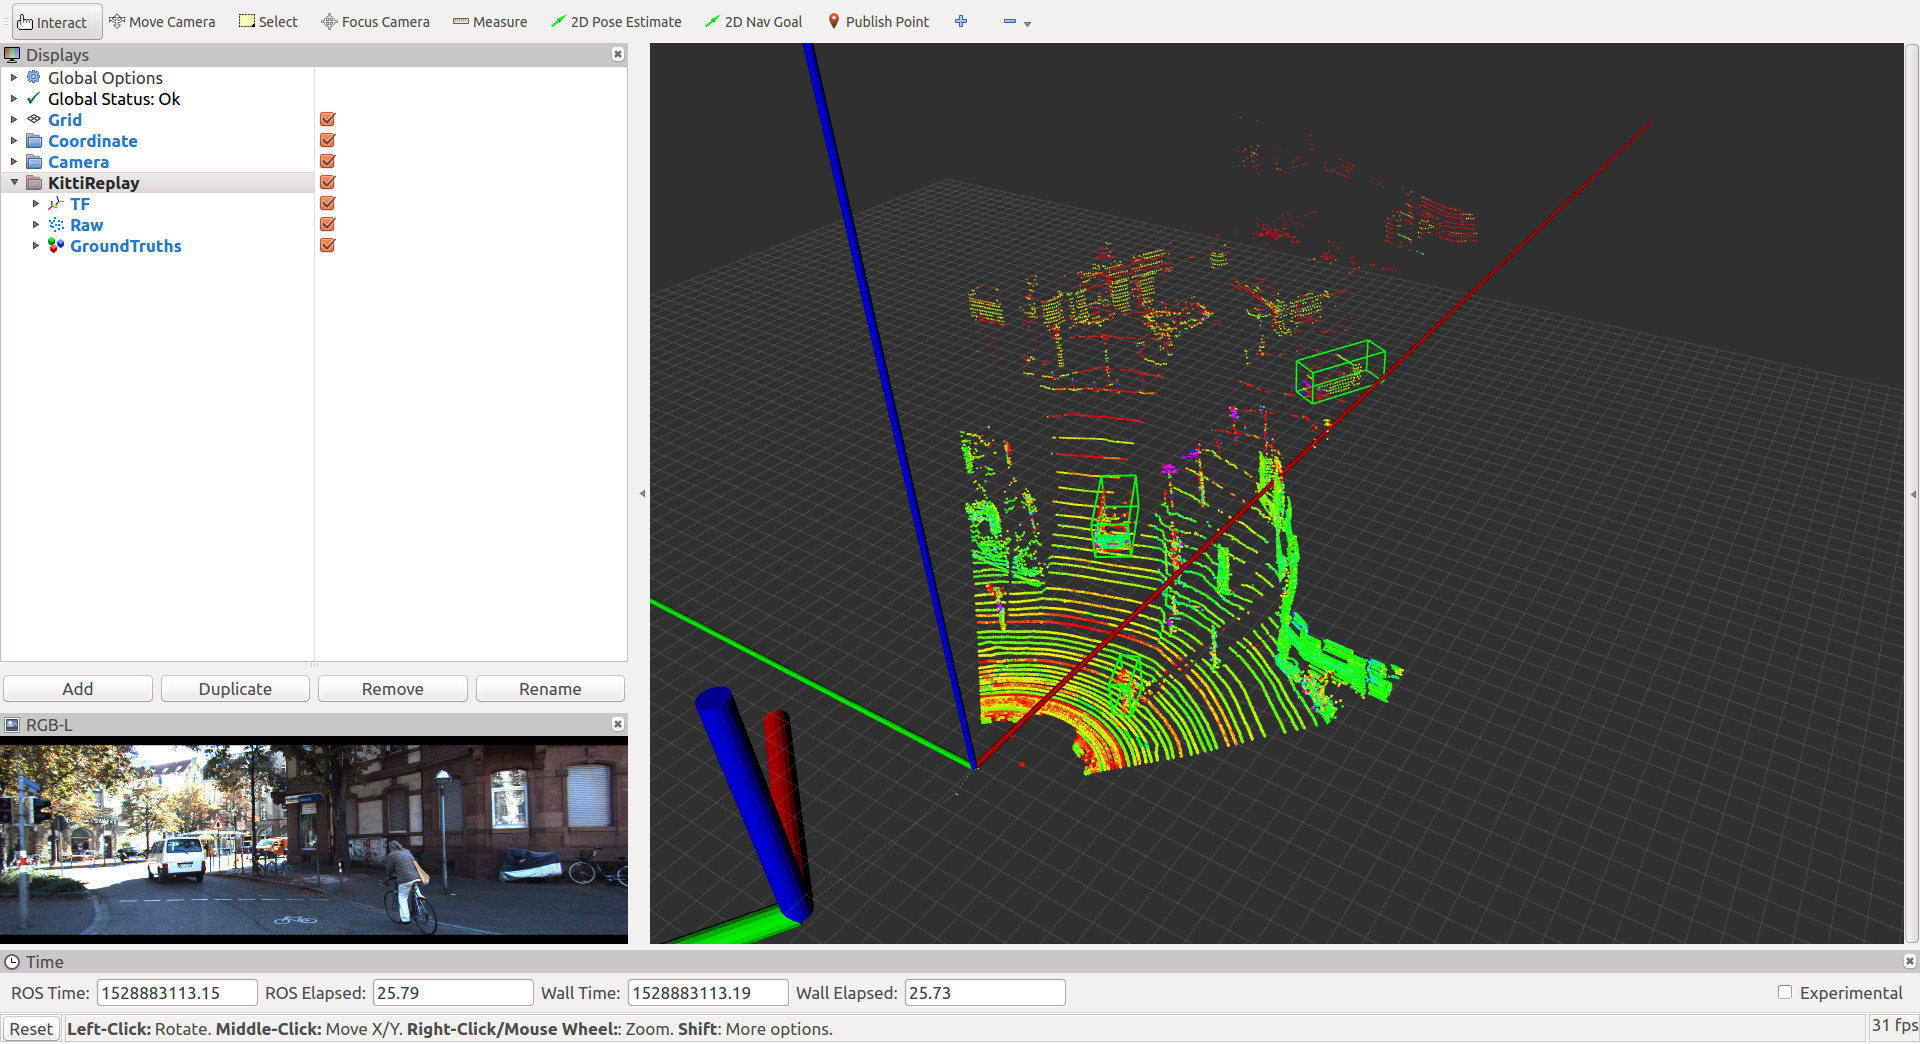 Interact Move Camera Select Focus Camera Measure 2D Pose Estimate 2D Nav Goal Publish Point
Displays
Global Options
Global Status: Ok
Grid
Coordinate
Camera
KittiReplay
TF
Raw
GroundTruths
Add Duplicate Remove Rename
RGB-L
Time
ROS Time: 1528883113.15 ROS Elapsed: 25.79 Wall Time: 1528883113.19 Wall Elapsed: 25.73 Experimental
Reset Left-Click: Rotate. Middle-Click: Move X/Y. Right-Click/Mouse Wheel:: Zoom. Shift: More options. 31 fps